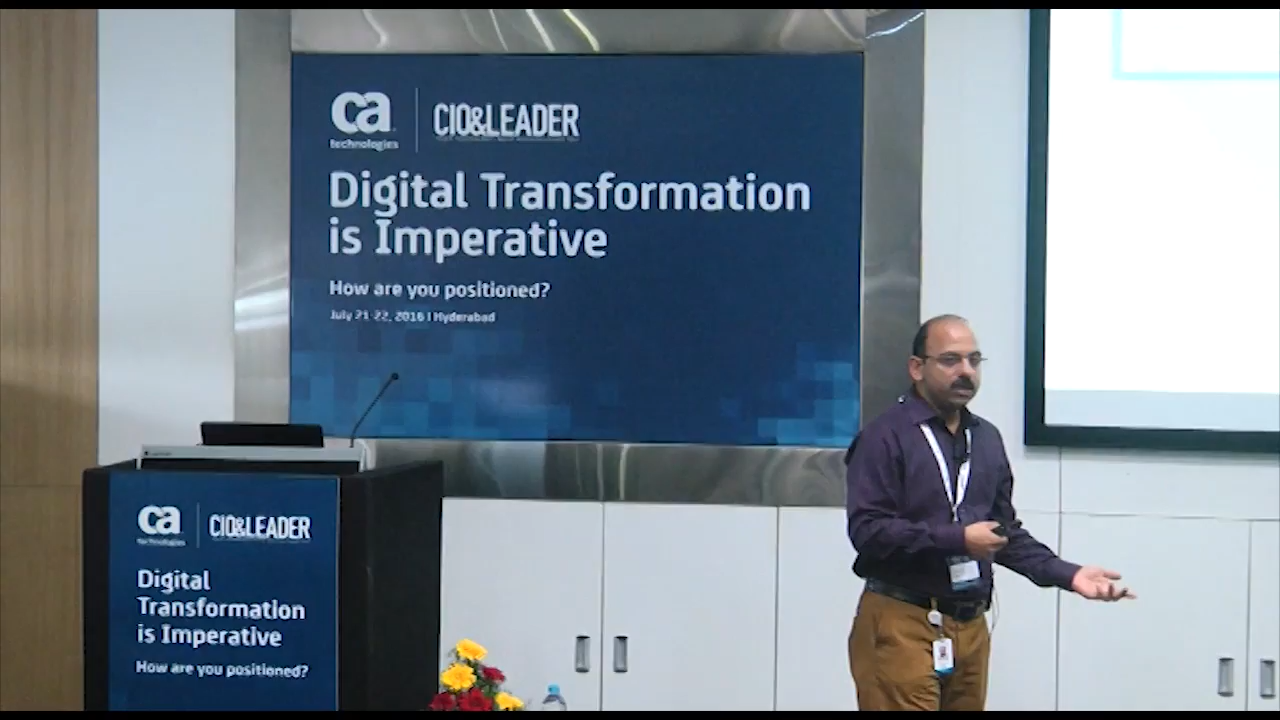 ca
technologies
CIO&LEADER
Digital Transformation
is Imperative
How are you positioned?
July 21-22, 2016 | Hyderabad
ca
technologies
CIO&LEADER
Digital
Transformation
is Imperative
How are you positioned?